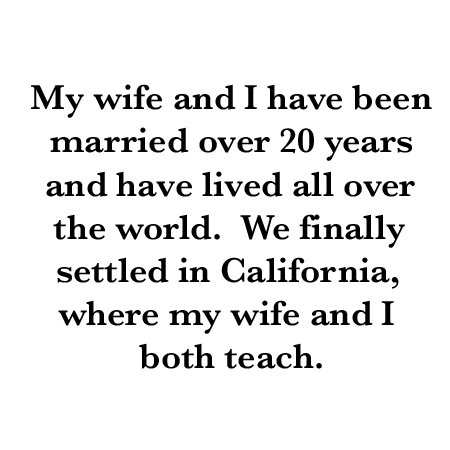 My wife and I have been
married over 20 years
and have lived all over
the world.  We finally
settled in California,
where my wife and I
both teach.